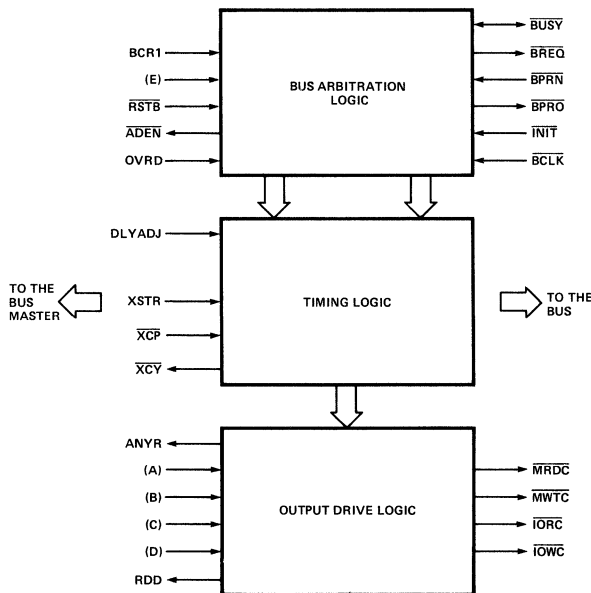 BUSY
BCR1
BREQ
(E)
BUS ARBITRATION
LOGIC
BPRN
RSTB
BPRO
ADEN
INIT
OVRD
BCLK
DLYADJ
TO THE
BUS
MASTER
XSTR
TIMING LOGIC
TO THE
BUS
XCP
XCY
ANYR
(A)
MRDC
(B)
MWTC
(C)
OUTPUT DRIVE LOGIC
IORC
(D)
IOWC
RDD